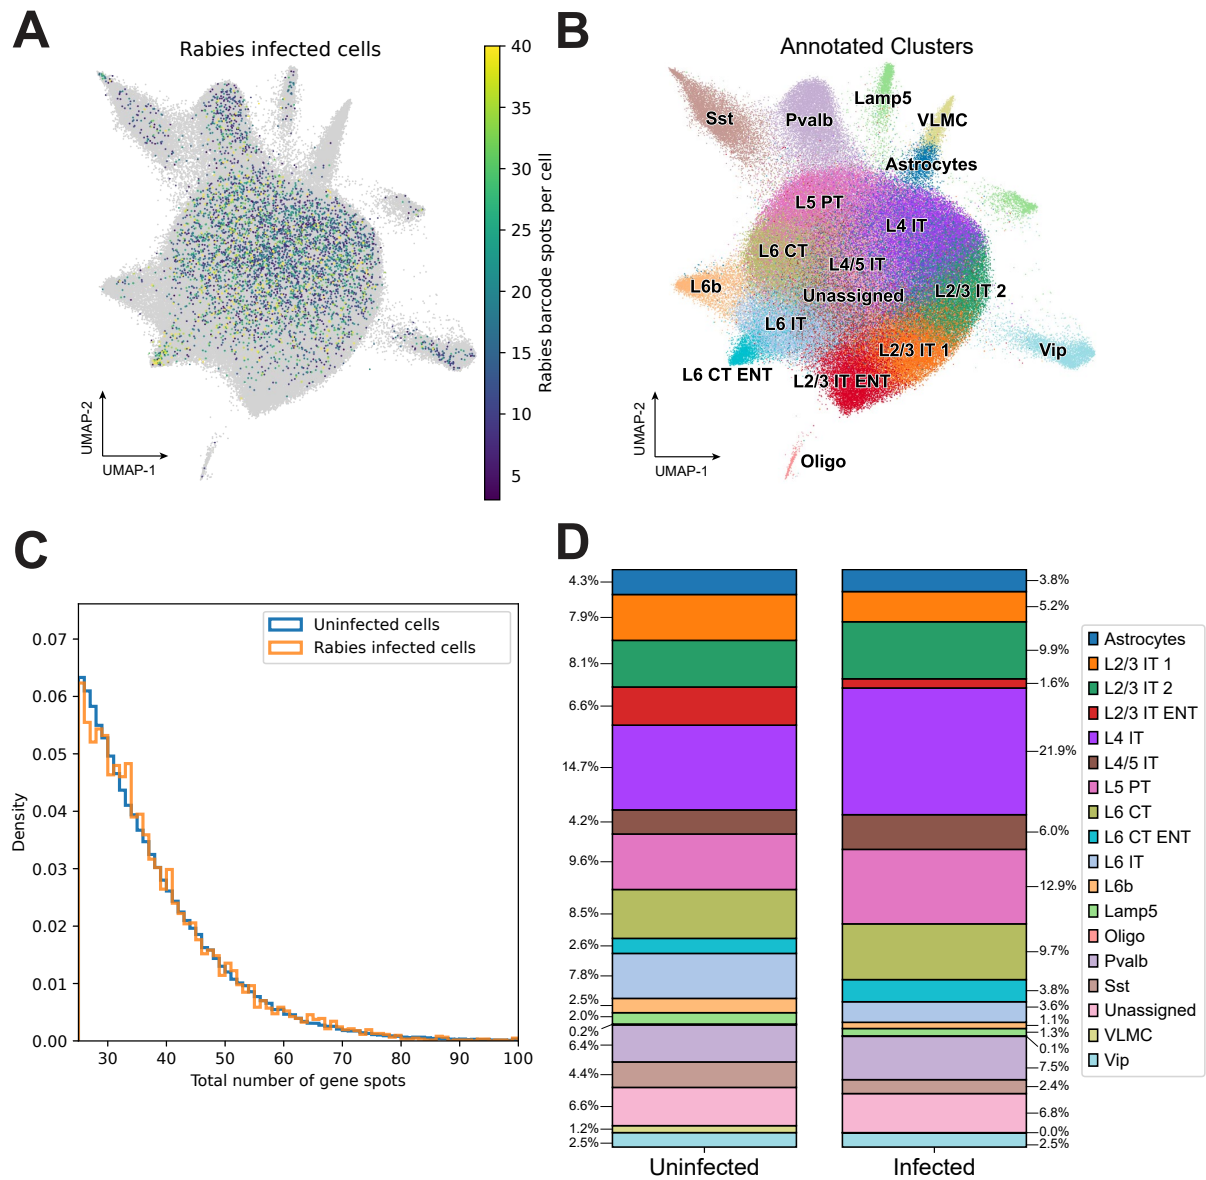 A
Rabies infected cells
40
35
30
25
20
15
10
5
Rabies barcode spots per cell
UMAP-2
UMAP-1
B
Annotated Clusters
Sst
Pvalb
Lamp5
VLMC
Astrocytes
L5 PT
L4 IT
L6 CT
L4/5 IT
L6b
Unassigned
L2/3 IT 2
L6 IT
L2/3 IT 1
Vip
L6 CT ENT
L2/3 IT ENT
Oligo
UMAP-2
UMAP-1
C
Uninfected cells
Rabies infected cells
0.07
0.06
0.05
0.04
0.03
0.02
0.01
0.00
Density
30 40 50 60 70 80 90 100
Total number of gene spots
D
4.3%
7.9%
8.1%
6.6%
14.7%
4.2%
9.6%
8.5%
2.6%
7.8%
2.5%
2.0%
0.2%
6.4%
4.4%
6.6%
1.2%
2.5%
Uninfected
3.8%
5.2%
9.9%
1.6%
21.9%
6.0%
12.9%
9.7%
3.8%
3.6%
1.1%
1.3%
0.1%
7.5%
2.4%
6.8%
0.0%
2.5%
Infected
Astrocytes
L2/3 IT 1
L2/3 IT 2
L2/3 IT ENT
L4 IT
L4/5 IT
L5 PT
L6 CT
L6 CT ENT
L6 IT
L6b
Lamp5
Oligo
Pvalb
Sst
Unassigned
VLMC
Vip